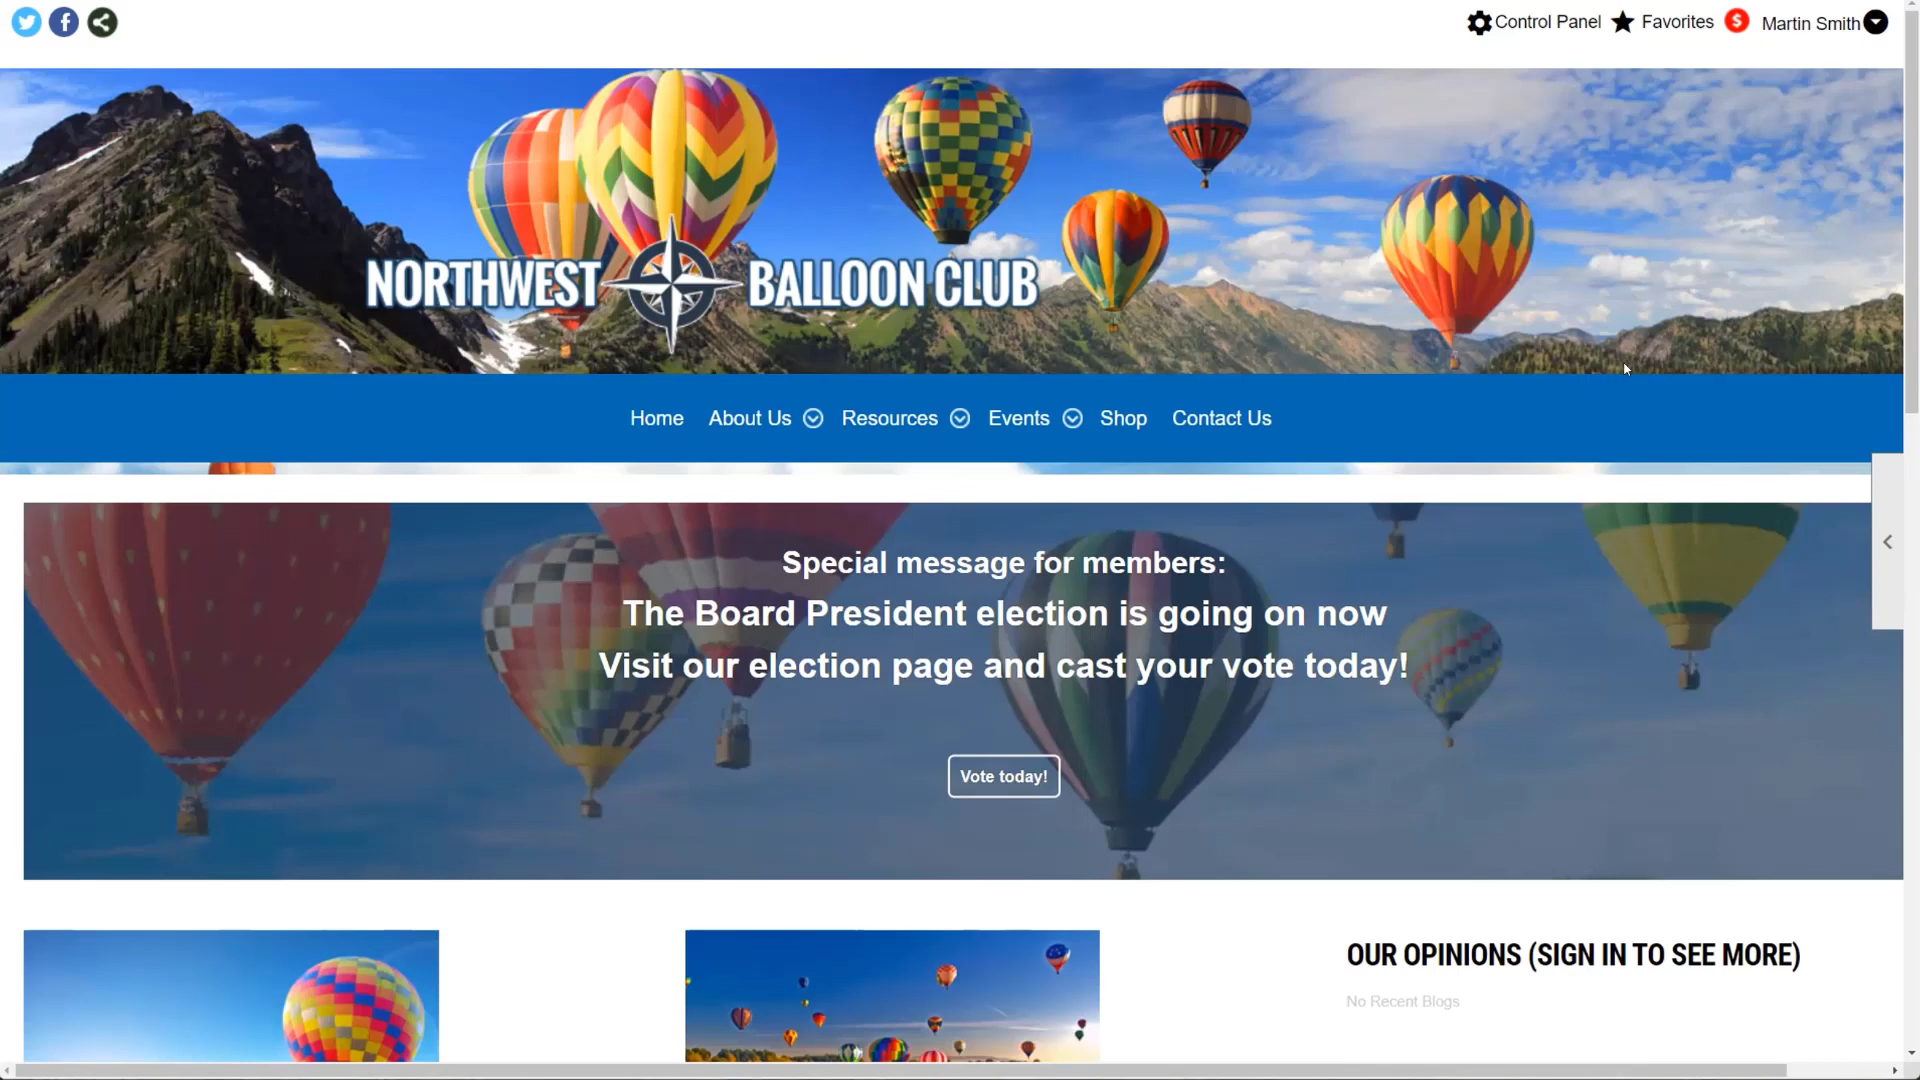 Control Panel
Favorites
Martin Smith
NORTHWEST BALLOON CLUB
Home
About Us
Resources
Events
Shop
Contact Us
Special message for members:
The Board President election is going on now
Visit our election page and cast your vote today!
Vote today!
OUR OPINIONS (SIGN IN TO SEE MORE)
No Recent Blogs